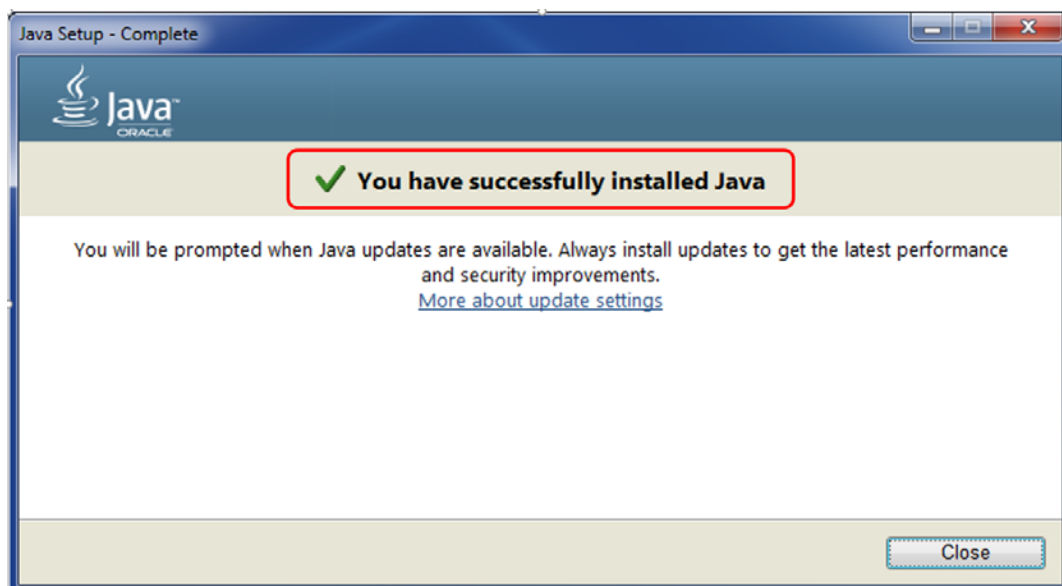 Java Setup - Complete
Java™
ORACLE
You have successfully installed Java
You will be prompted when Java updates are available. Always install updates to get the latest performance
and security improvements.
More about update settings
Close